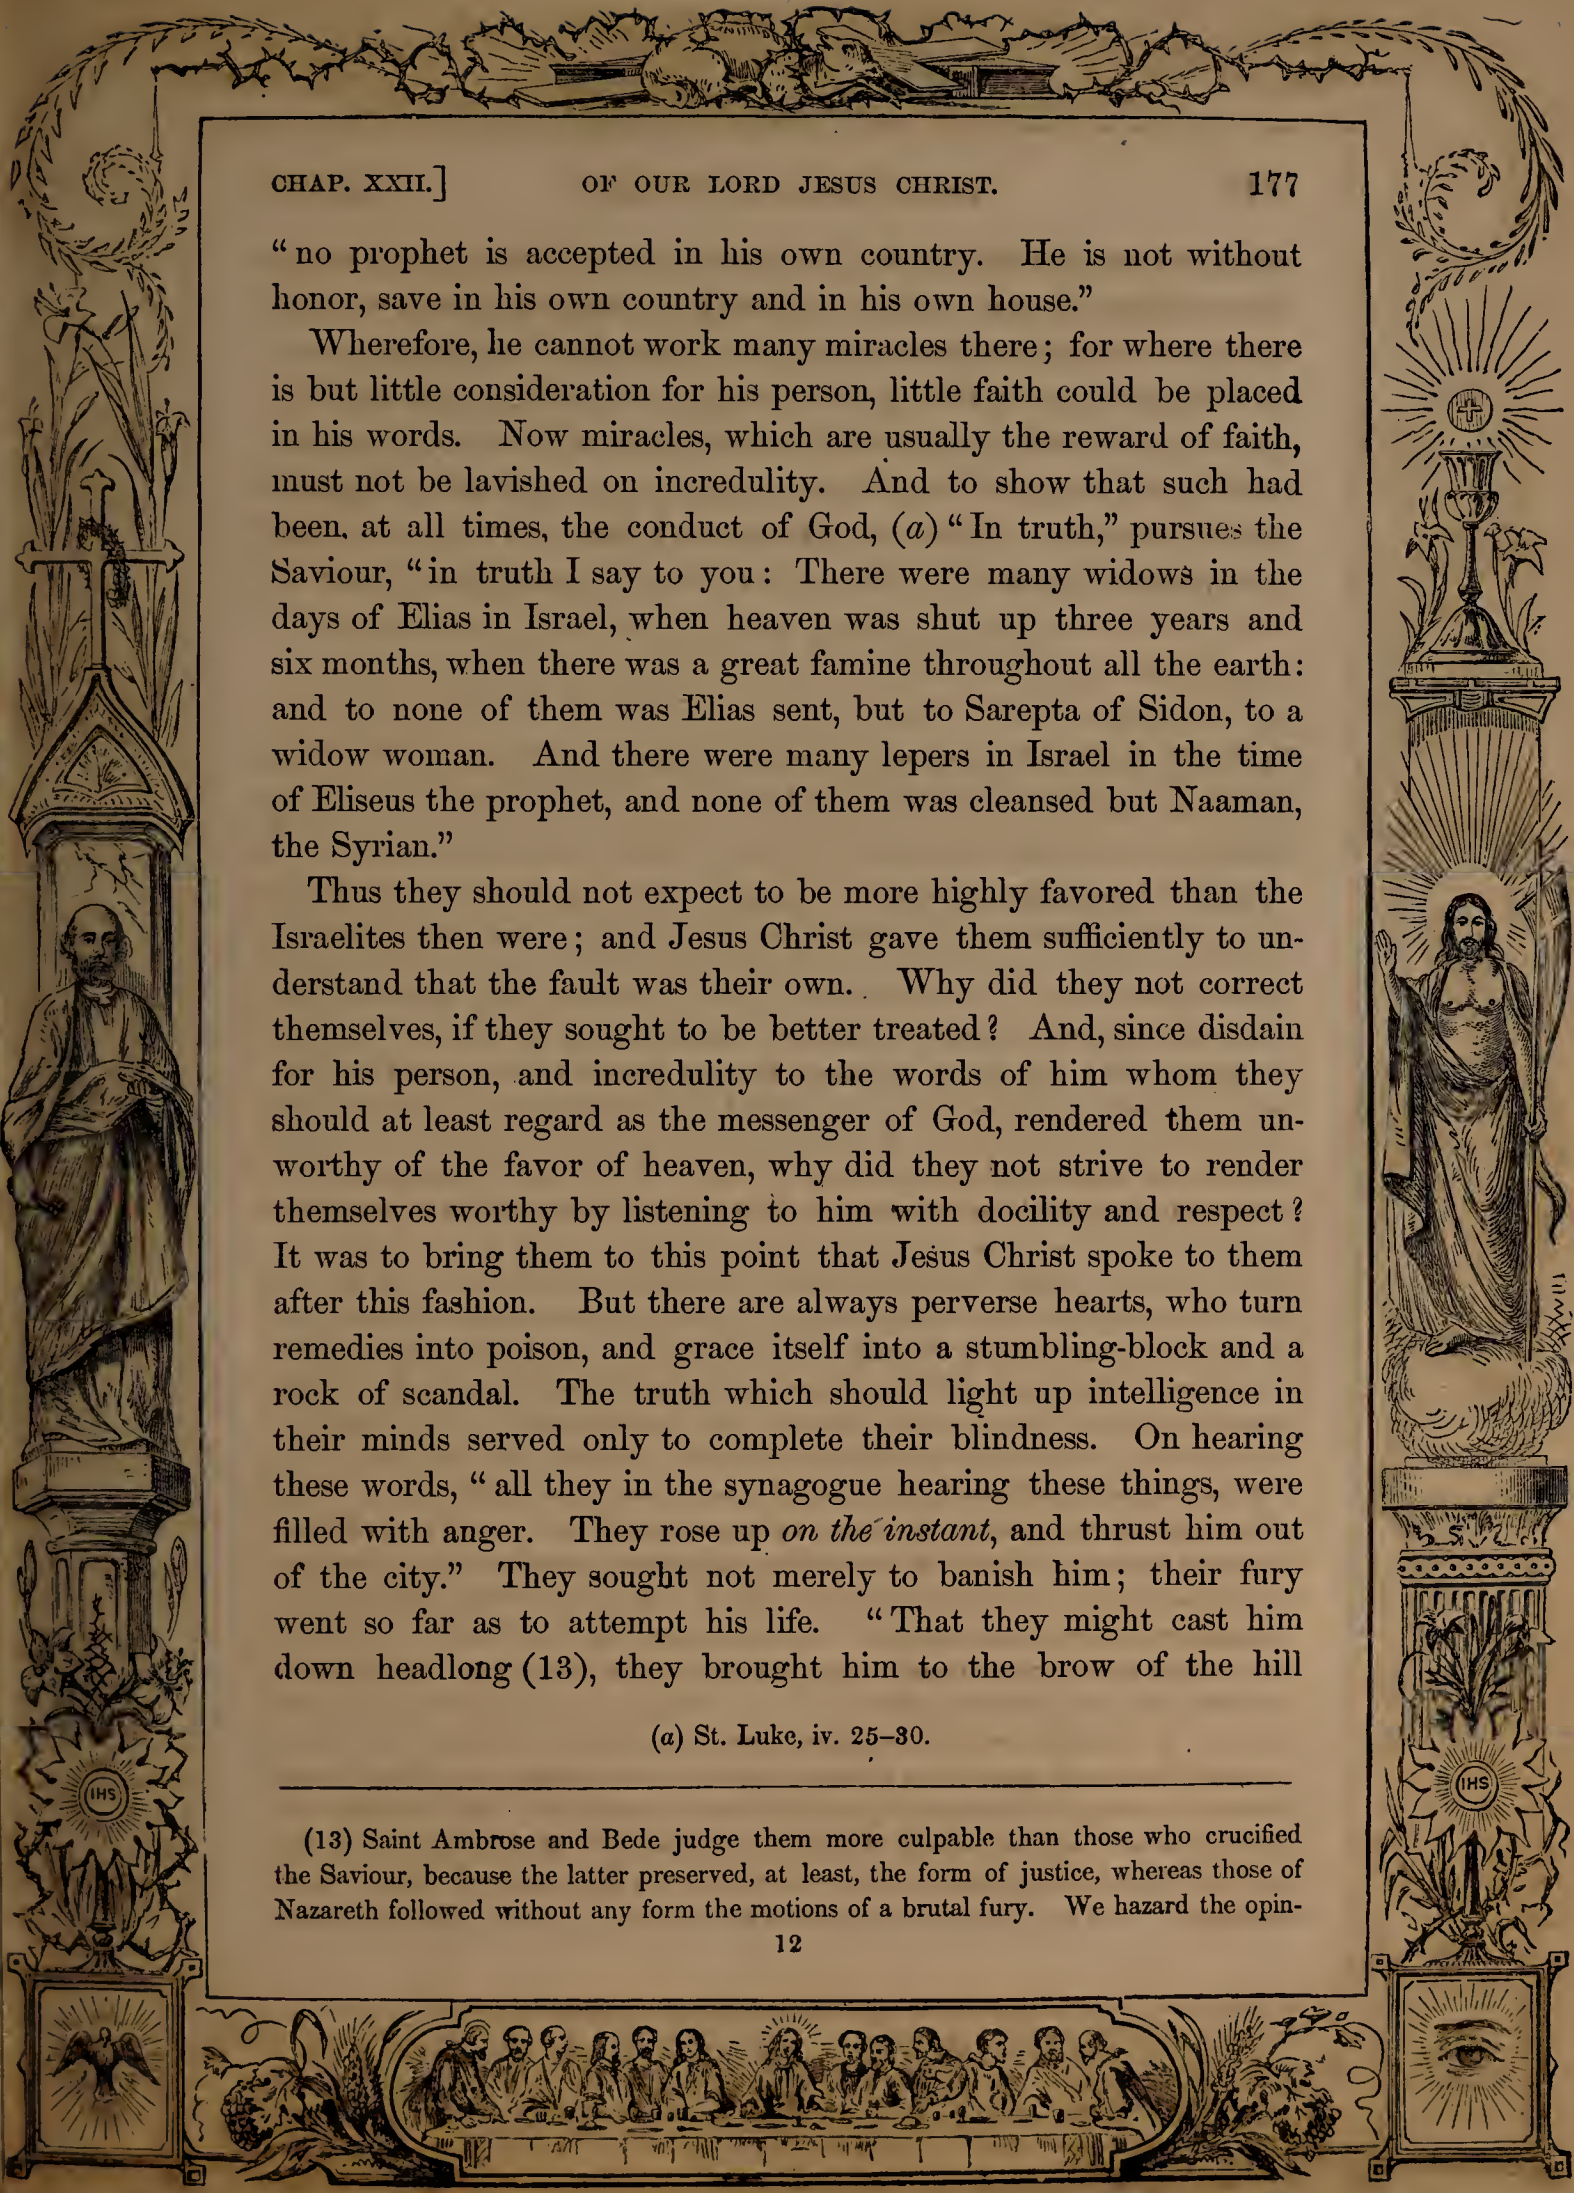 CHAP. XXII.] OF OUR LORD JESUS CHRIST. 177
“no prophet is accepted in his own country. He is not without
honor, save in his own country and in his own house.”
Wherefore, he cannot work many miracles there; for where there
is but little consideration for his person, little faith could be placed
in his words. Now miracles, which are usually the reward of faith,
must not be lavished on incredulity. And to show that such had
been, at all times, the conduct of God, (a) “In truth,” pursues the
Saviour, “in truth I say to you: There were many widows in the
days of Elias in Israel, when heaven was shut up three years and
six months, when there was a great famine throughout all the earth:
and to none of them was Elias sent, but to Sarepta of Sidon, to a
widow woman. And there were many lepers in Israel in the time
of Eliseus the prophet, and none of them was cleansed but Naaman,
the Syrian.”
Thus they should not expect to be more highly favored than the
Israelites then were; and Jesus Christ gave them sufficiently to un-
derstand that the fault was their own. Why did they not correct
themselves, if they sought to be better treated? And, since disdain
for his person, and incredulity to the words of him whom they
should at least regard as the messenger of God, rendered them un-
worthy of the favor of heaven, why did they not strive to render
themselves worthy by listening to him with docility and respect?
It was to bring them to this point that Jesus Christ spoke to them
after this fashion. But there are always perverse hearts, who turn
remedies into poison, and grace itself into a stumbling-block and a
rock of scandal. The truth which should light up intelligence in
their minds served only to complete their blindness. On hearing
these words, “all they in the synagogue hearing these things, were
filled with anger. They rose up on the instant, and thrust him out
of the city.” They sought not merely to banish him; their fury
went so far as to attempt his life. “That they might cast him
down headlong (13), they brought him to the brow of the hill
(a) St. Luke, iv. 25–30.
(13) Saint Ambrose and Bede judge them more culpable than those who crucified
the Saviour, because the latter preserved, at least, the form of justice, whereas those of
Nazareth followed without any form the motions of a brutal fury. We hazard the opin-
12
IHS
IHS